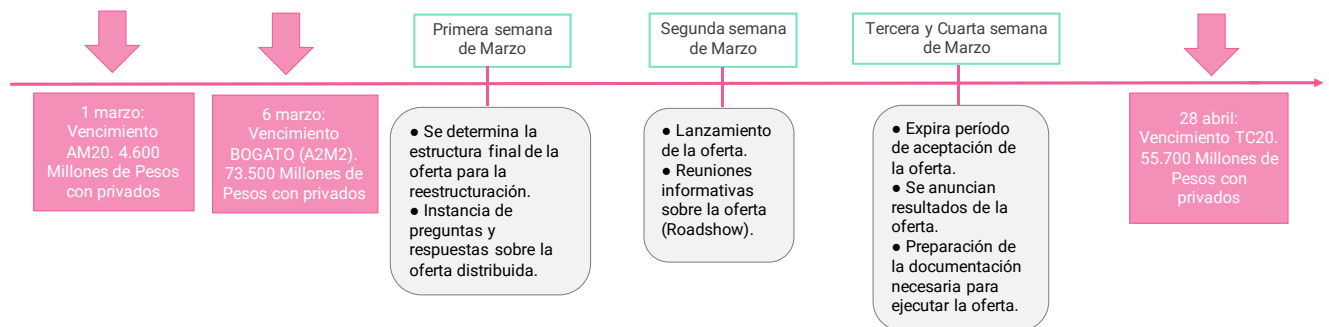 1 marzo:
Vencimiento
AM20. 4.600
Millones de Pesos
con privados
6 marzo:
Vencimiento
BOGATO (A2M2).
73.500 Millones de
Pesos con privados
Primera semana
de Marzo
● Se determina la
estructura final de la
oferta para la
reestructuración.
● Instancia de
preguntas y
respuestas sobre la
oferta distribuida.
Segunda semana
de Marzo
● Lanzamiento
de la oferta.
● Reuniones
informativas
sobre la oferta
(Roadshow).
Tercera y Cuarta semana
de Marzo
● Expira período
de aceptación de
la oferta.
● Se anuncian
resultados de la
oferta.
● Preparación de
la documentación
necesaria para
ejecutar la oferta.
28 abril:
Vencimiento TC20.
55.700 Millones de
Pesos con
privados